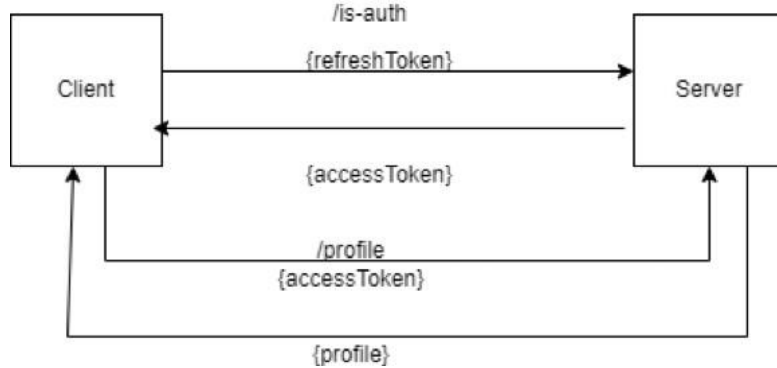 /is-auth
{refreshToken}
Client
Server
{accessToken}
/profile
{accessToken}
{profile}